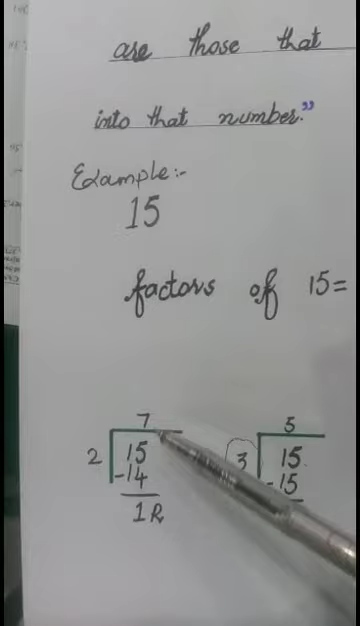 are those that
into that number."
Example:-
15
factors of 15=
7 5
2 15 3 15
-14 -15
1R